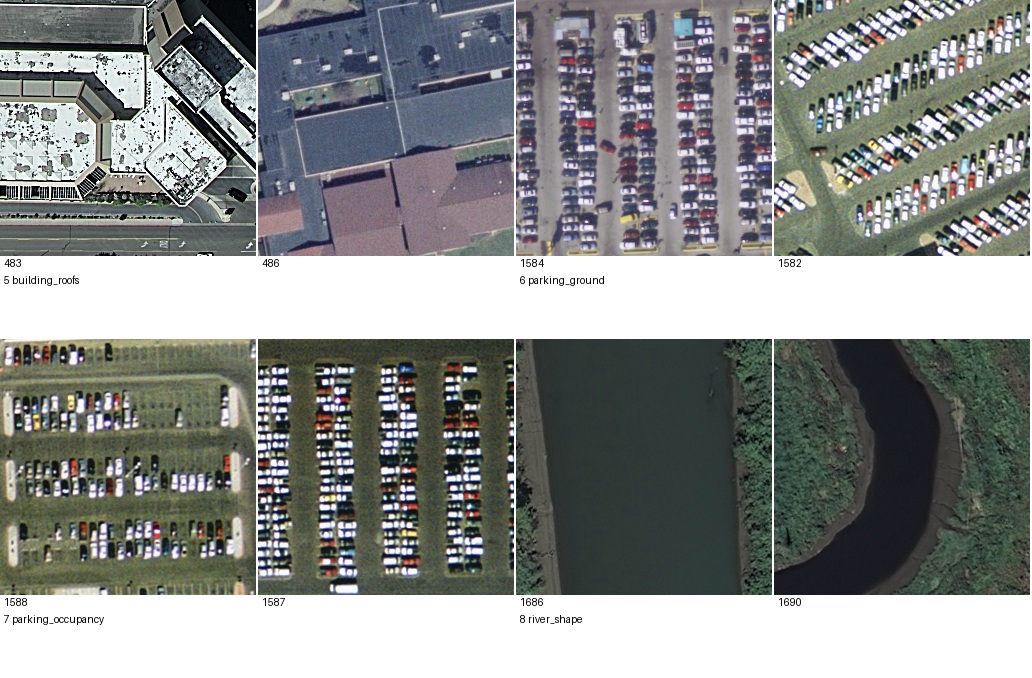 483
486
1584
1582
5 building_roofs
6 parking_ground
1588
1587
1686
1690
7 parking_occupancy
8 river_shape